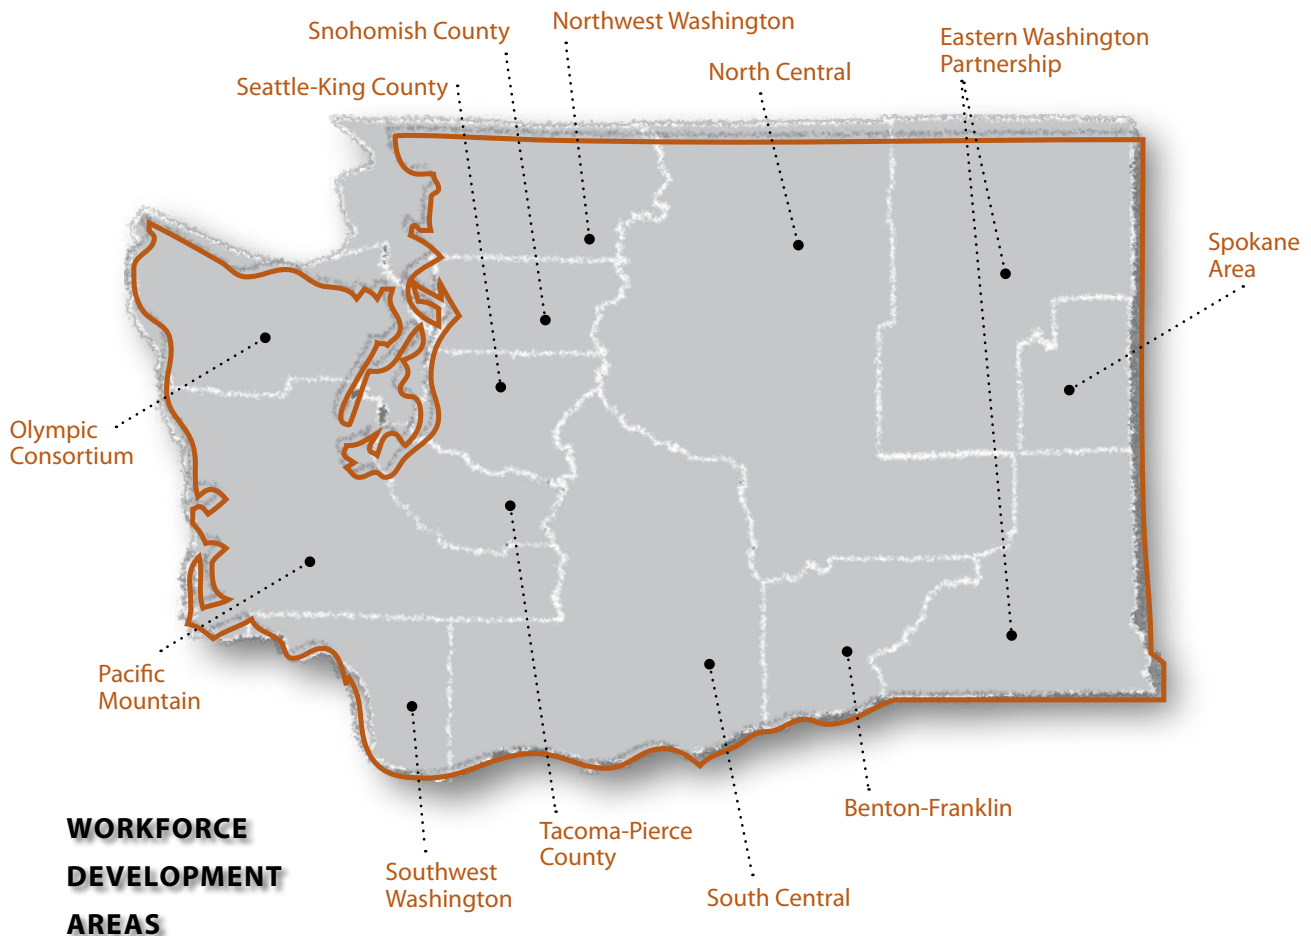 Snohomish County
Northwest Washington
Eastern Washington
Partnership
North Central
Seattle-King County
Spokane
Area
Olympic
Consortium
Pacific
Mountain
Benton-Franklin
Tacoma-Pierce
County
Southwest
Washington
South Central
WORKFORCE
DEVELOPMENT
AREAS